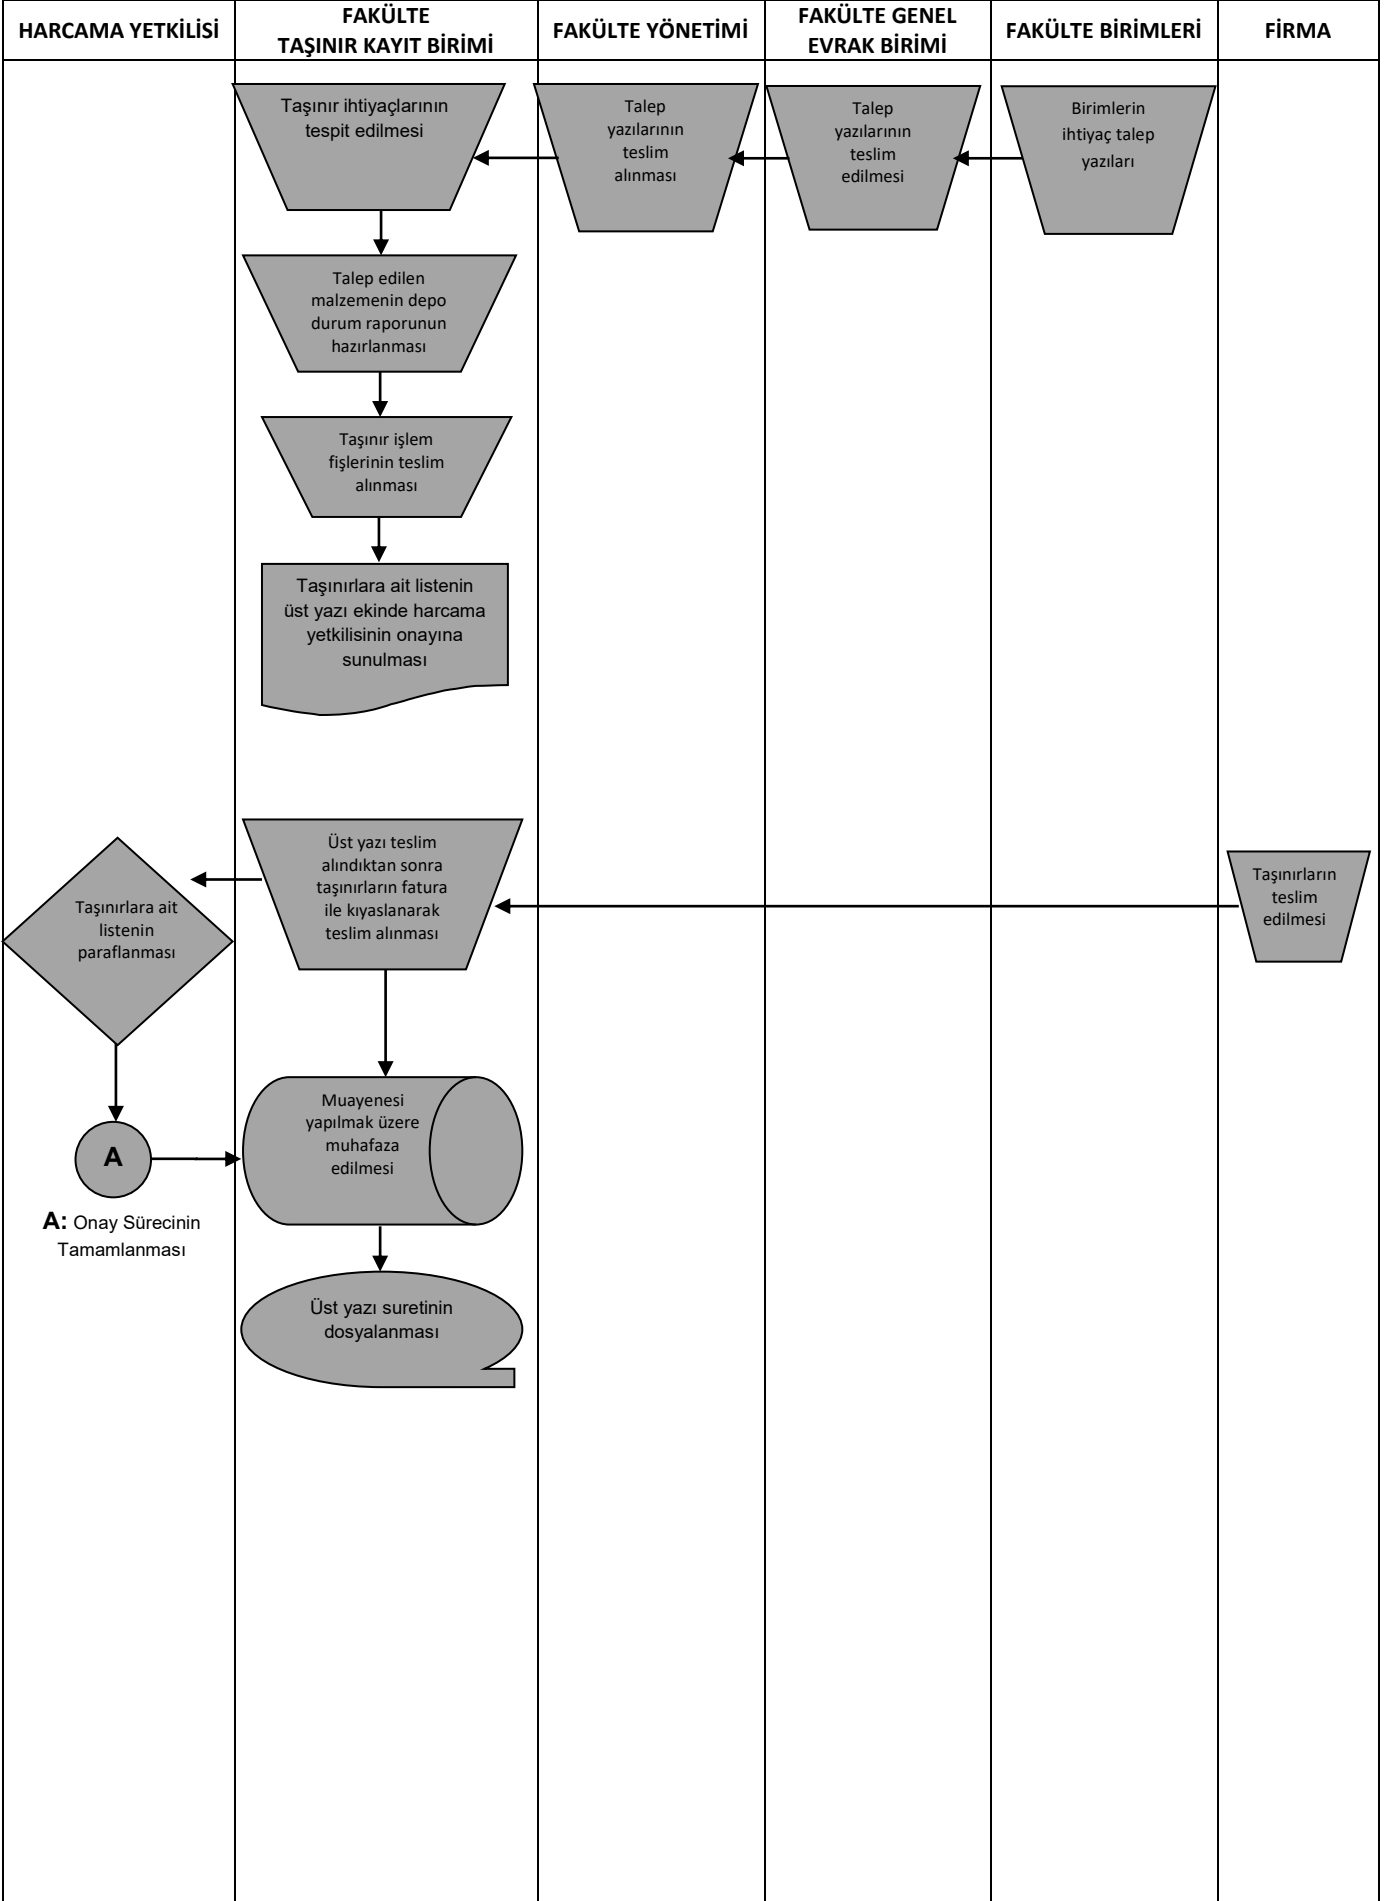 HARCAMA YETKİLİSİ
FAKÜLTE
TAŞINIR KAYIT BİRİMİ
FAKÜLTE YÖNETİMİ
FAKÜLTE GENEL
EVRAK BİRİMİ
FAKÜLTE BİRİMLERİ
FİRMA
Taşınır ihtiyaçlarının
tespit edilmesi
Talep
yazılarının
teslim
alınması
Talep
yazılarının
teslim
edilmesi
Birimlerin
ihtiyaç talep
yazıları
Talep edilen
malzemenin depo
durum raporunun
hazırlanması
Taşınır işlem
fişlerinin teslim
alınması
Taşınırlara ait listenin
üst yazı ekinde harcama
yetkilisinin onayına
sunulması
Üst yazı teslim
alındıktan sonra
taşınırların fatura
ile kıyaslanarak
teslim alınması
Taşınırların
teslim
edilmesi
Taşınırlara ait
listenin
paraflanması
Muayenesi
yapılmak üzere
muhafaza
edilmesi
A
A: Onay Sürecinin
Tamamlanması
Üst yazı suretinin
dosyalanması